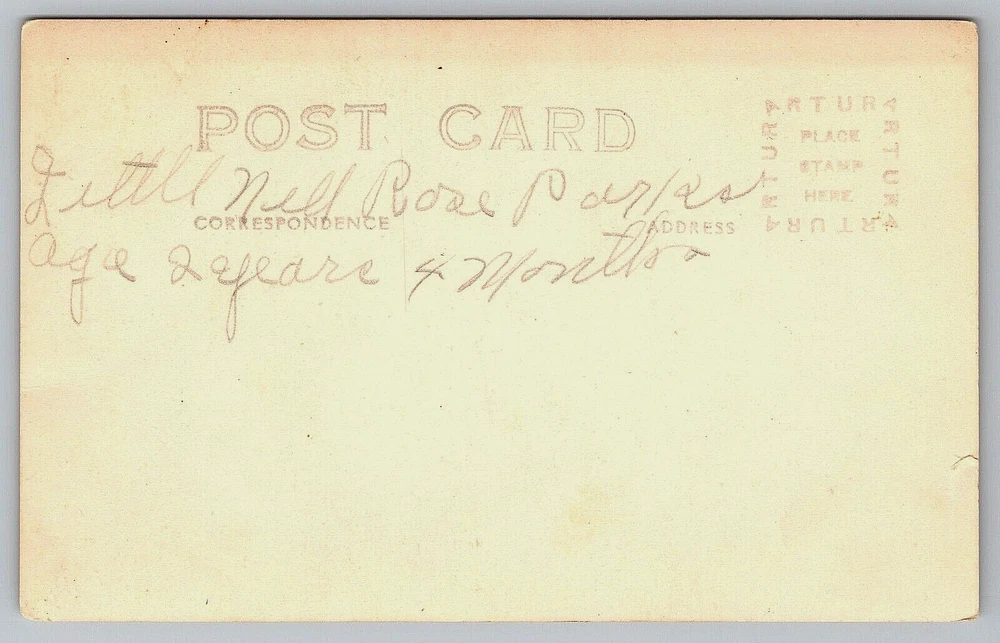 POST CARD
ARTURA
ARTURA
ARTURA
ARTURA
PLACE
STAMP
HERE
Little Nell Rose Parks
CORRESPONDENCE
ADDRESS
Age 2 years 4 Months